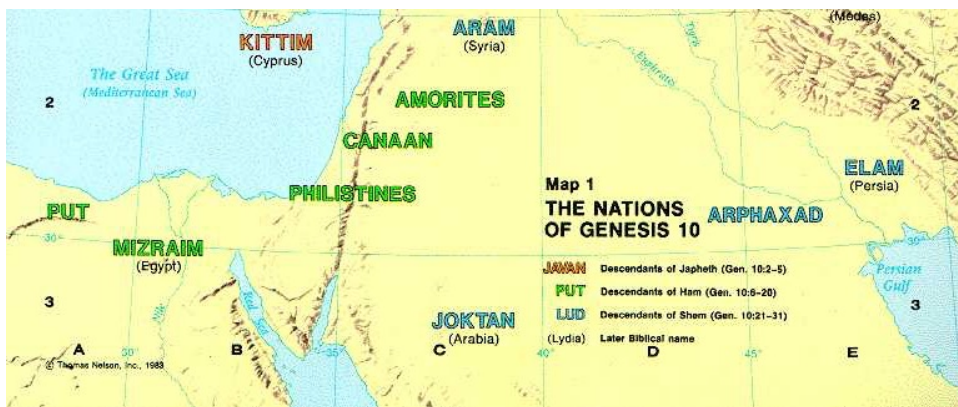 (Medes)
KITTIM
(Cyprus)
ARAM
(Syria)
Tigris
Euphrates
The Great Sea
(Mediterranean Sea)
2
2
AMORITES
CANAAN
ELAM
(Persia)
PHILISTINES
Map 1
THE NATIONS
OF GENESIS 10
ARPHAXAD
PUT
30°
30°
MIZRAIM
(Egypt)
Persian
Gulf
JAVAN Descendants of Japheth (Gen. 10:2–5)
PUT Descendants of Ham (Gen. 10:6–20)
LUD Descendants of Shem (Gen. 10:21–31)
(Lydia) Later Biblical name
3
3
Nile
Red Sea
JOKTAN
(Arabia)
A
30°
B
35°
C
40°
D
45°
E
© Thomas Nelson, Inc., 1983